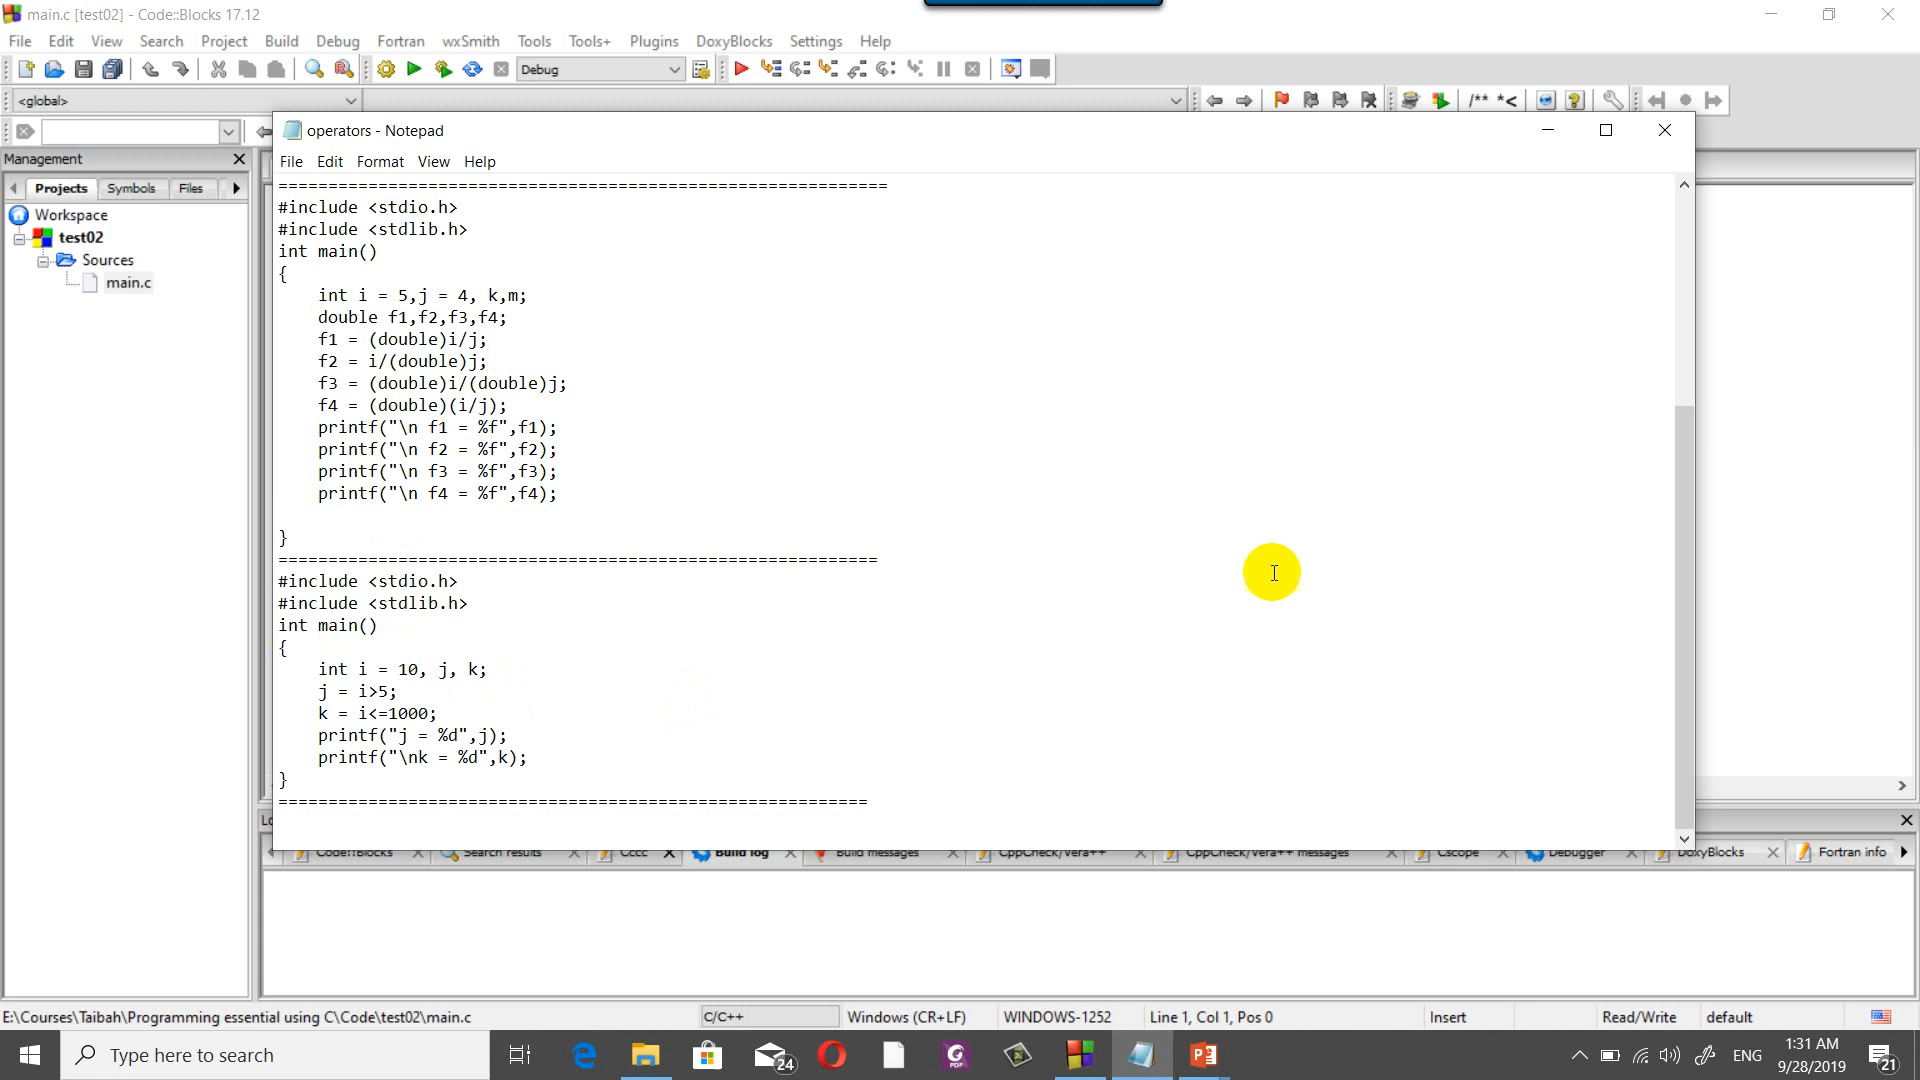 main.c [test02] - Code::Blocks 17.12
File Edit View Search Project Build Debug Fortran wxSmith Tools Tools+ Plugins DoxyBlocks Settings Help
Debug
<global>
/** *<
operators - Notepad
Management
File Edit Format View Help
Projects Symbols Files
Workspace
test02
Sources
main.c
=============================================================
#include <stdio.h>
#include <stdlib.h>
int main()
{
int i = 5,j = 4, k,m;
double f1,f2,f3,f4;
f1 = (double)i/j;
f2 = i/(double)j;
f3 = (double)i/(double)j;
f4 = (double)(i/j);
printf("\n f1 = %f",f1);
printf("\n f2 = %f",f2);
printf("\n f3 = %f",f3);
printf("\n f4 = %f",f4);
}
============================================================
#include <stdio.h>
#include <stdlib.h>
int main()
{
int i = 10, j, k;
j = i>5;
k = i<=1000;
printf("j = %d",j);
printf("\nk = %d",k);
}
===========================================================
Code::Blocks Search results Cccc Build log Build messages CppCheck/Vera++ CppCheck/Vera++ messages Cscope Debugger DoxyBlocks Fortran info
E:\Courses\Taibah\Programming essential using C\Code\test02\main.c C/C++ Windows (CR+LF) WINDOWS-1252 Line 1, Col 1, Pos 0 Insert Read/Write default
Type here to search
24
PDF
ENG
1:31 AM
9/28/2019
21